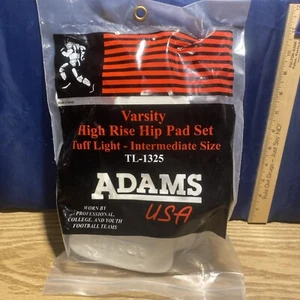 Varsity
High Rise Hip Pad Set
Tuff Light - Intermediate Size
TL-1325
ADAMS
USA
WORN BY
PROFESSIONAL,
COLLEGE, AND YOUTH
FOOTBALL TEAMS